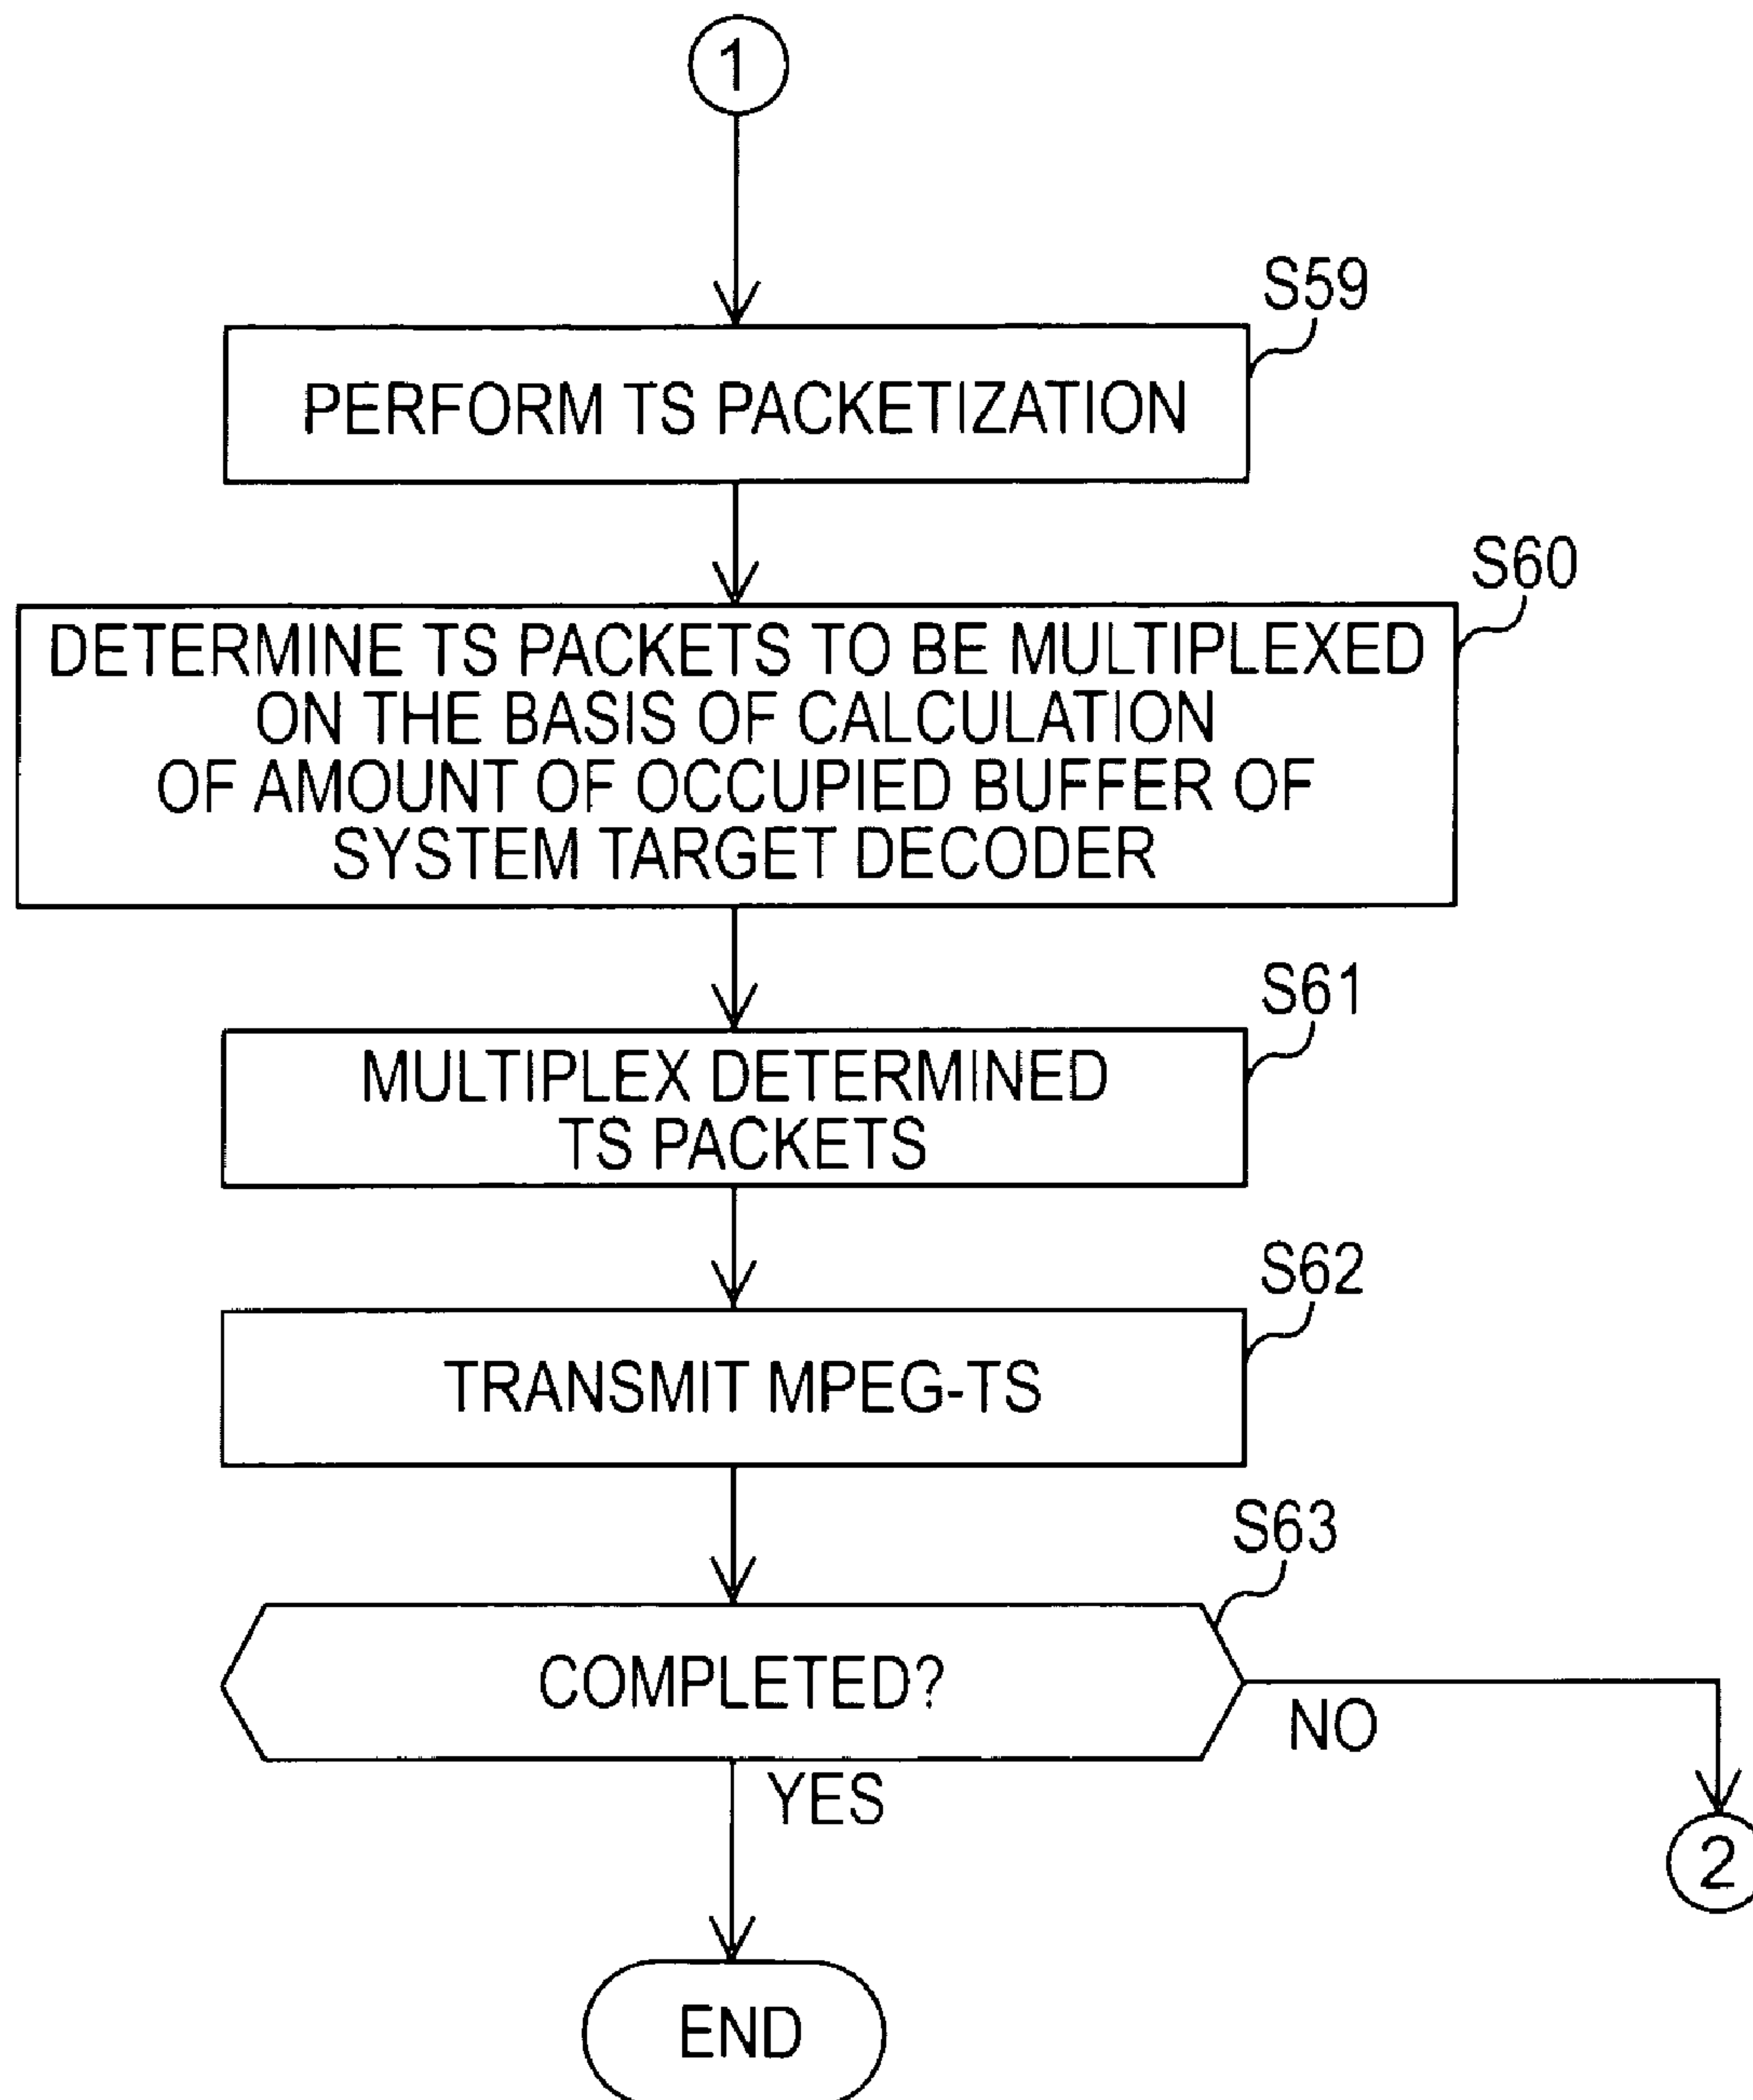 1
S59
PERFORM TS PACKETIZATION
S60
DETERMINE TS PACKETS TO BE MULTIPLEXED
ON THE BASIS OF CALCULATION
OF AMOUNT OF OCCUPIED BUFFER OF
SYSTEM TARGET DECODER
S61
MULTIPLEX DETERMINED
TS PACKETS
S62
TRANSMIT MPEG-TS
S63
COMPLETED?
NO
YES
2
END